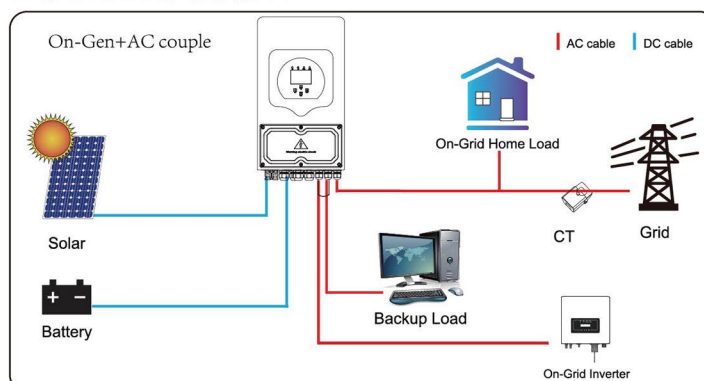 On-Gen+AC couple
AC cable
DC cable
On-Grid Home Load
Solar
CT
Grid
Battery
Backup Load
On-Grid Inverter